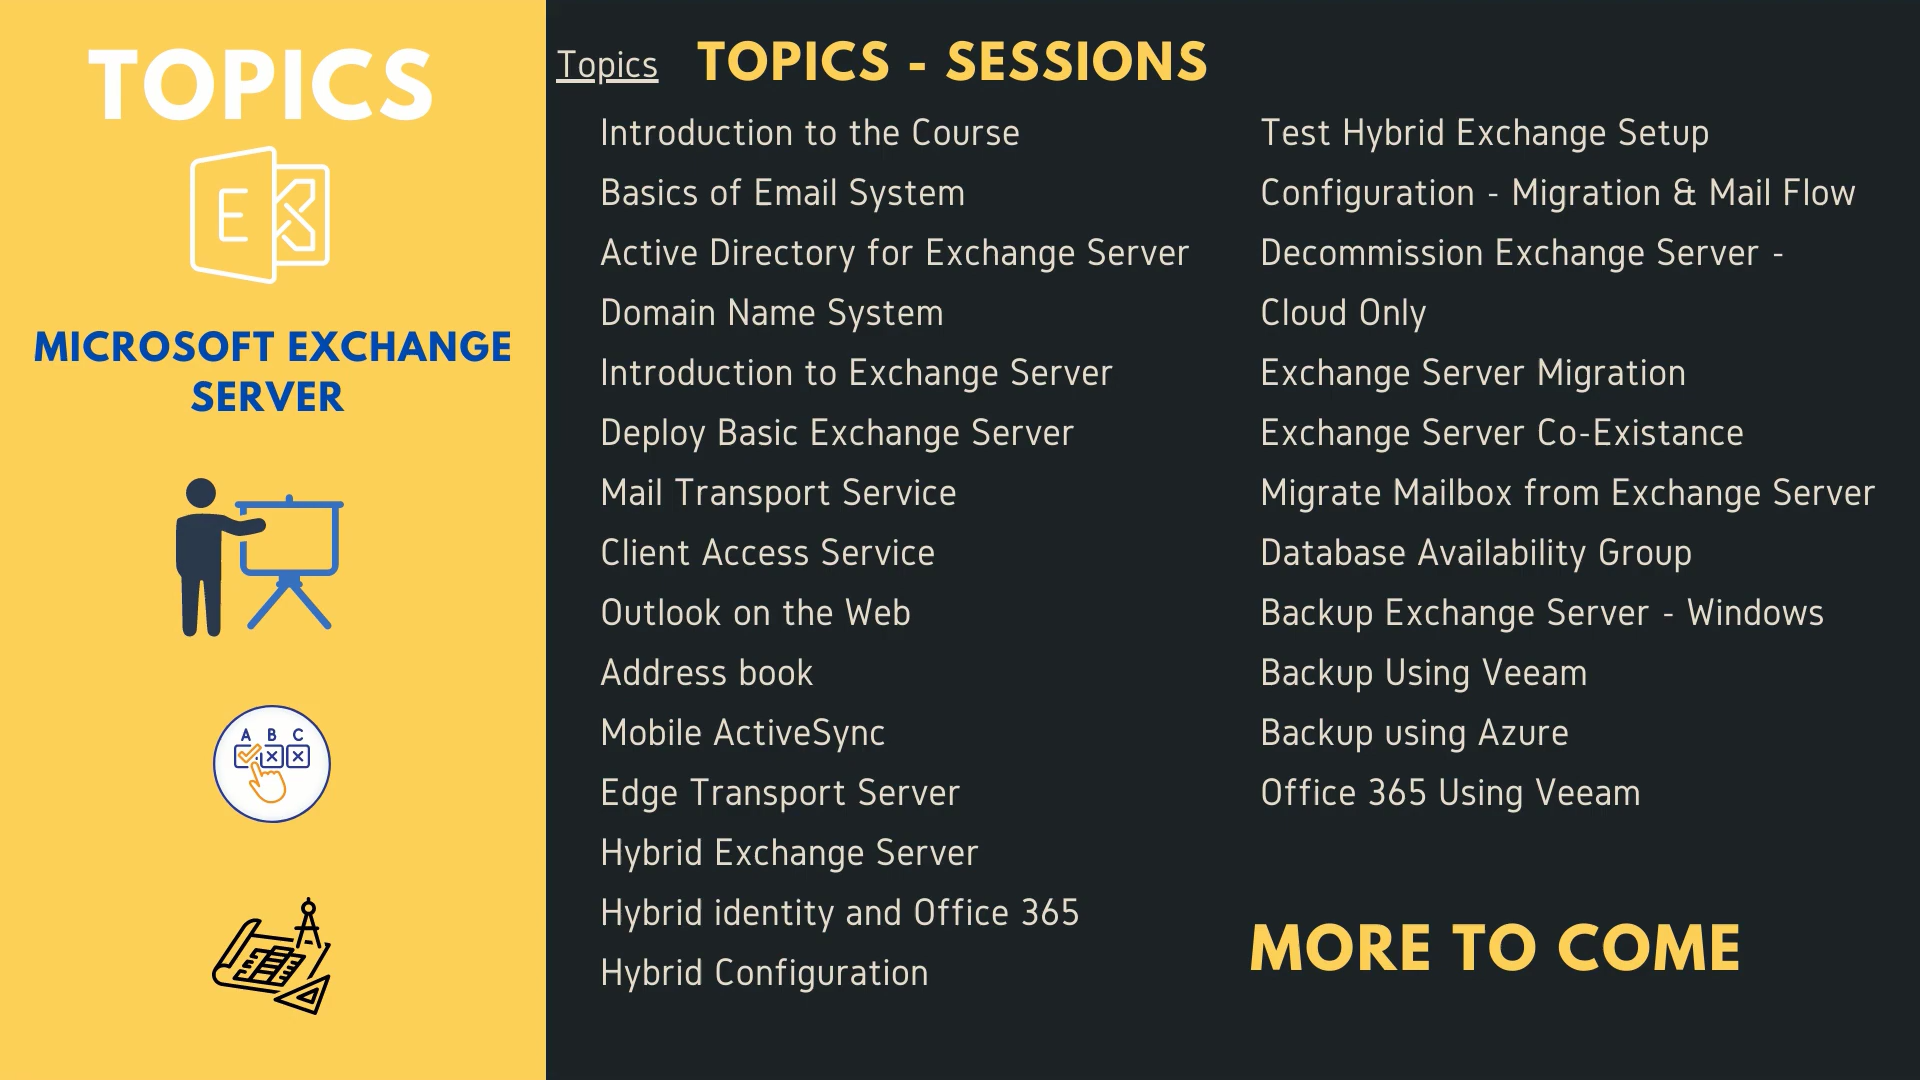 TOPICS
E
MICROSOFT EXCHANGE
SERVER
A B C
Topics
TOPICS - SESSIONS
Introduction to the Course
Basics of Email System
Active Directory for Exchange Server
Domain Name System
Introduction to Exchange Server
Deploy Basic Exchange Server
Mail Transport Service
Client Access Service
Outlook on the Web
Address book
Mobile ActiveSync
Edge Transport Server
Hybrid Exchange Server
Hybrid identity and Office 365
Hybrid Configuration
Test Hybrid Exchange Setup
Configuration - Migration & Mail Flow
Decommission Exchange Server -
Cloud Only
Exchange Server Migration
Exchange Server Co-Existance
Migrate Mailbox from Exchange Server
Database Availability Group
Backup Exchange Server - Windows
Backup Using Veeam
Backup using Azure
Office 365 Using Veeam
MORE TO COME